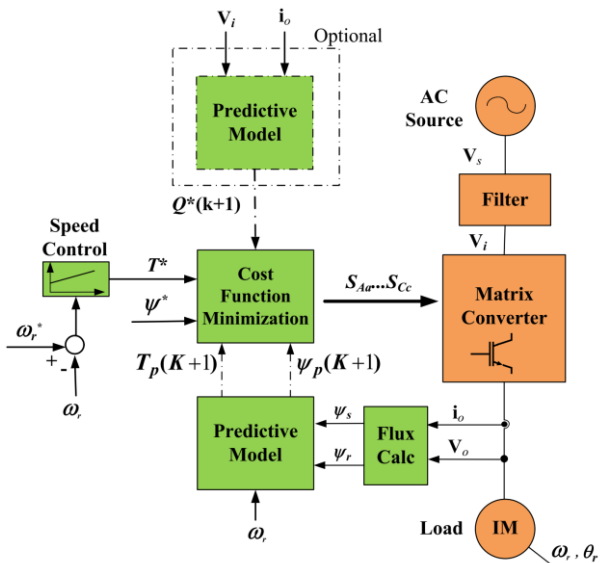 V_i
i_o
Optional
Predictive
Model
AC
Source
V_s
Filter
V_i
Q*(k+1)
Speed
Control
T*
Cost
Function
Minimization
S_Aa...S_Cc
Matrix
Converter
ψ*
ω_r*
+ -
ω_r
T_p(K+1)
ψ_p(K+1)
Predictive
Model
ψ_s
ψ_r
Flux
Calc
i_o
V_o
ω_r
Load
IM
ω_r , θ_r